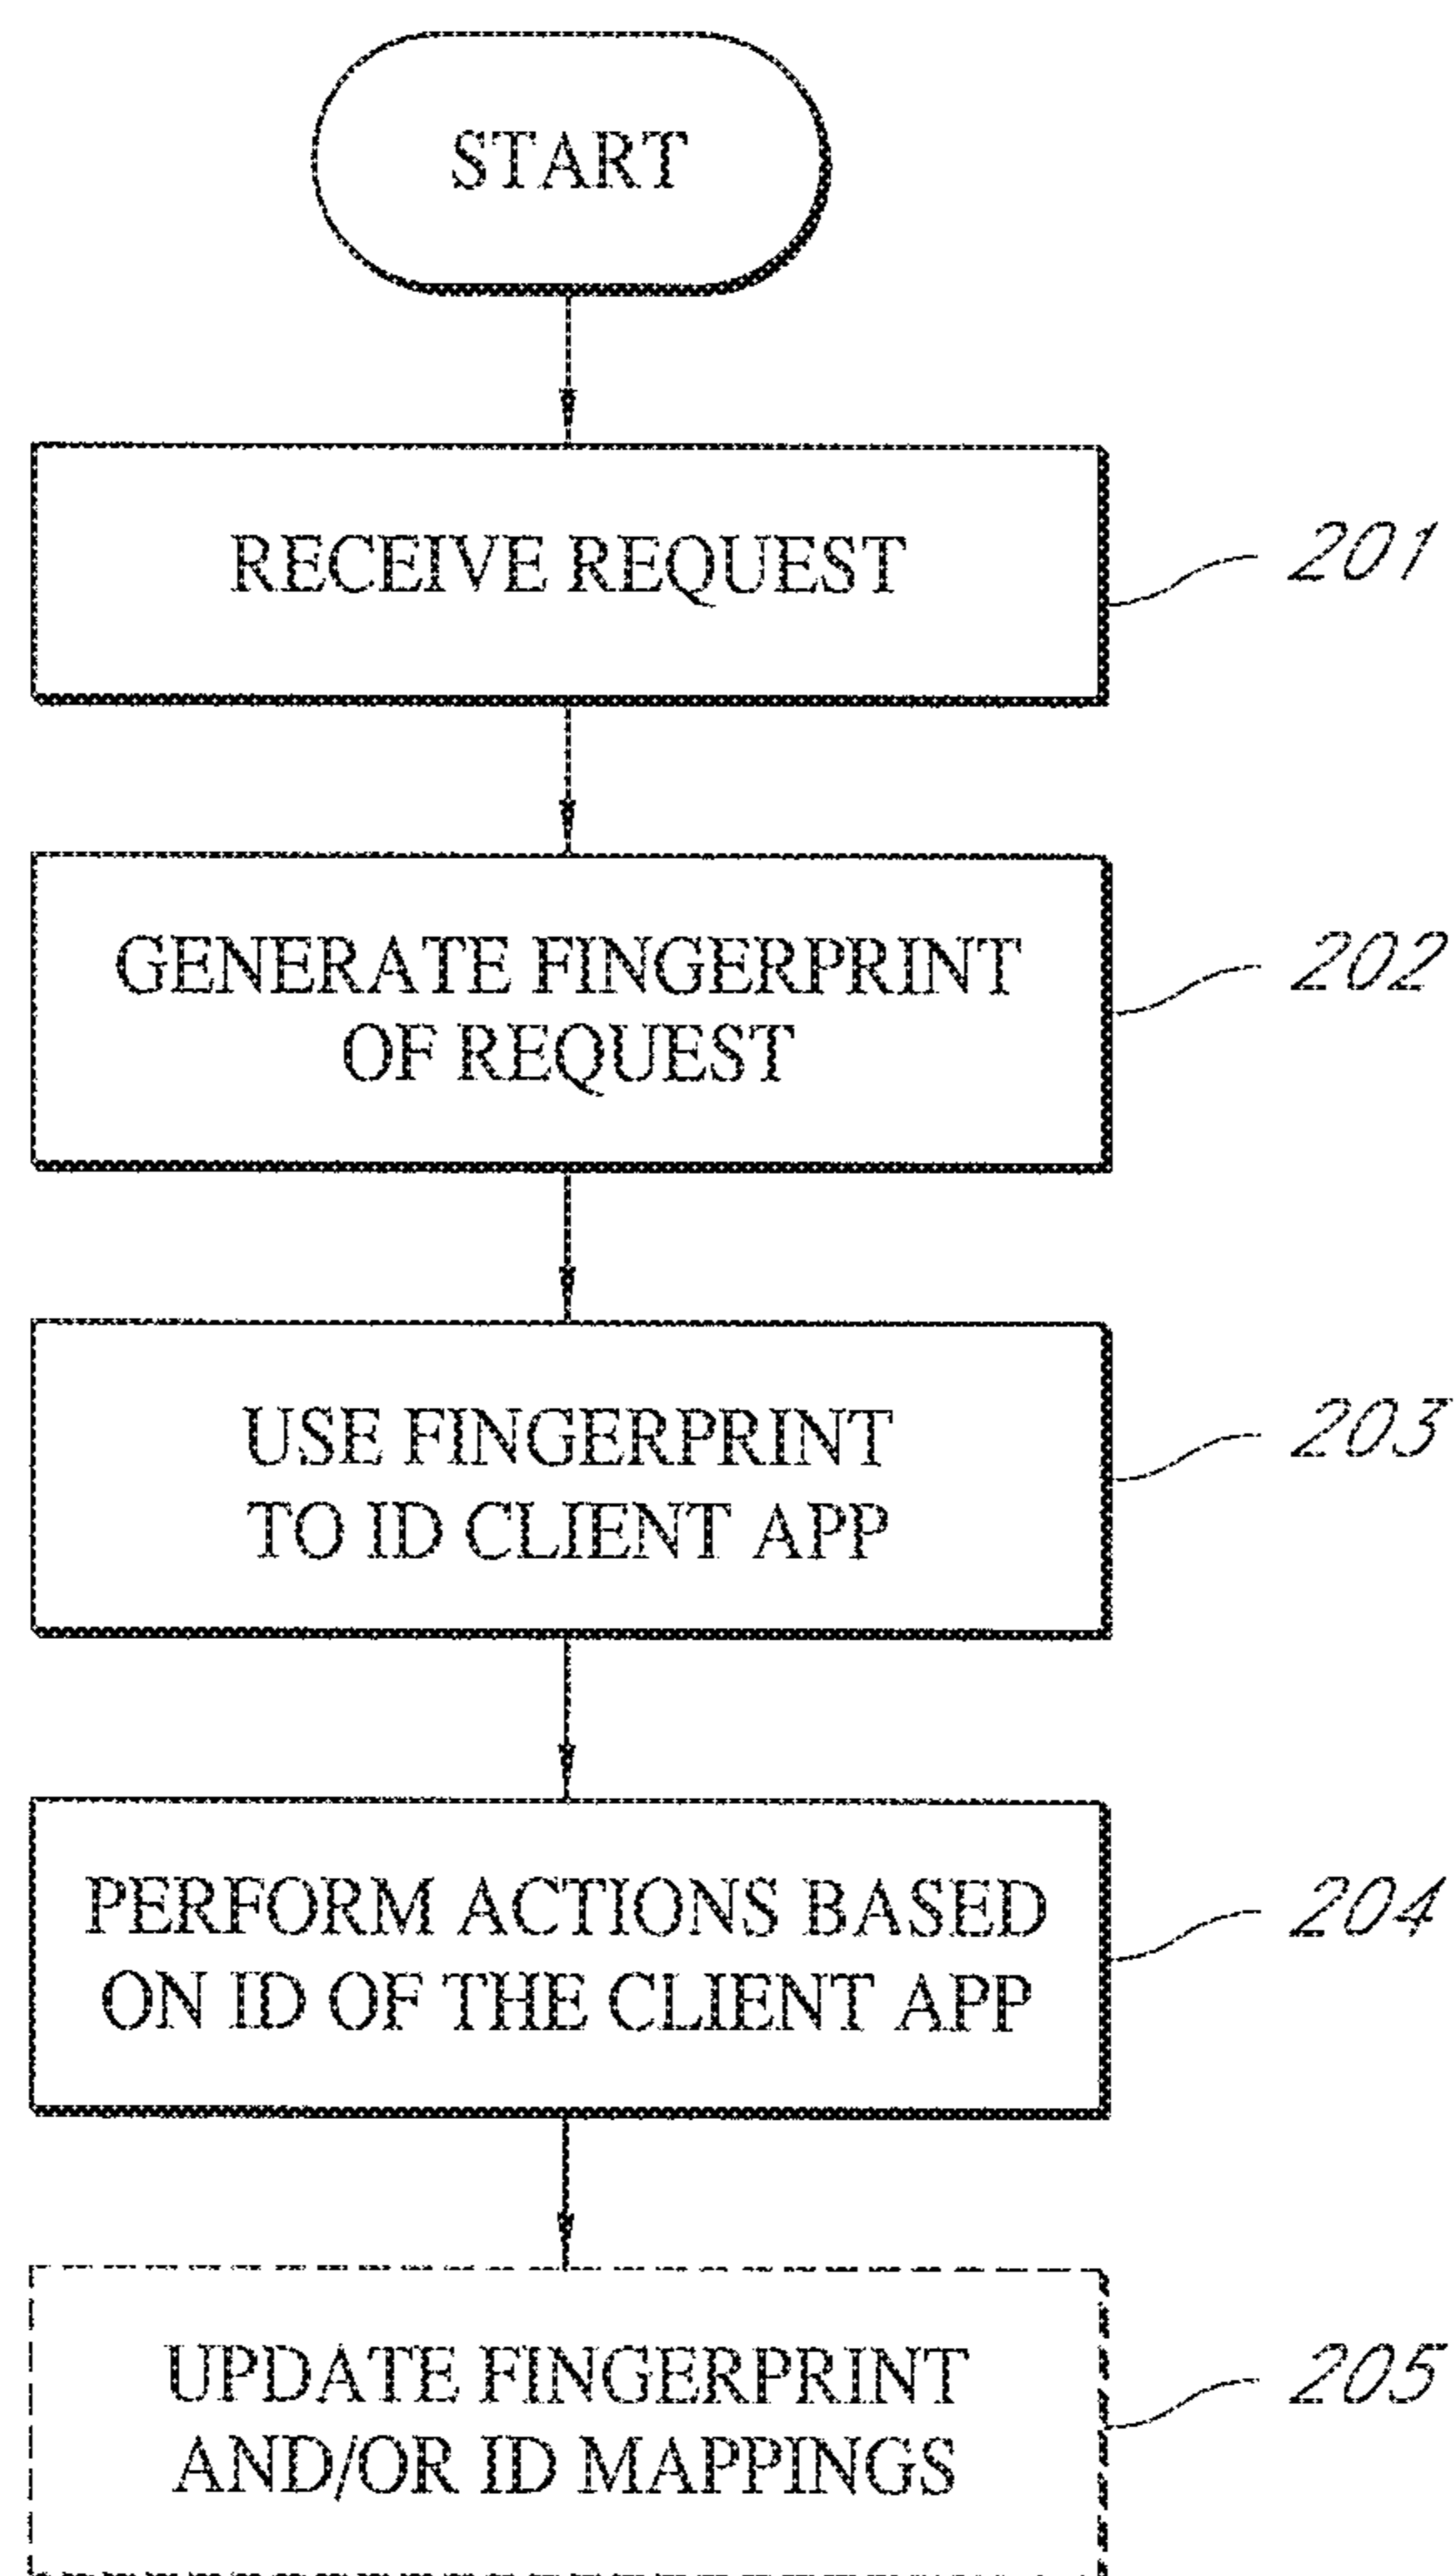 START
RECEIVE REQUEST
201
GENERATE FINGERPRINT
OF REQUEST
202
USE FINGERPRINT
TO ID CLIENT APP
203
PERFORM ACTIONS BASED
ON ID OF THE CLIENT APP
204
UPDATE FINGERPRINT
AND/OR ID MAPPINGS
205